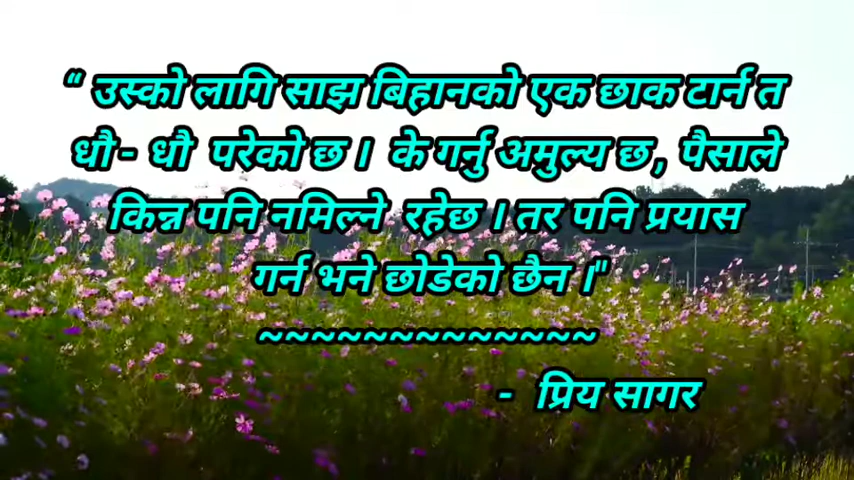 “ उस्को लागि साझ बिहानको एक छाक टार्न त
धौ - धौ परेको छ । के गर्नु अमुल्य छ , पैसाले
किन्न पनि नमिल्ने रहेछ । तर पनि प्रयास
गर्न भने छोडेको छैन ।"
~~~~~~~~~~~~~
- प्रिय सागर